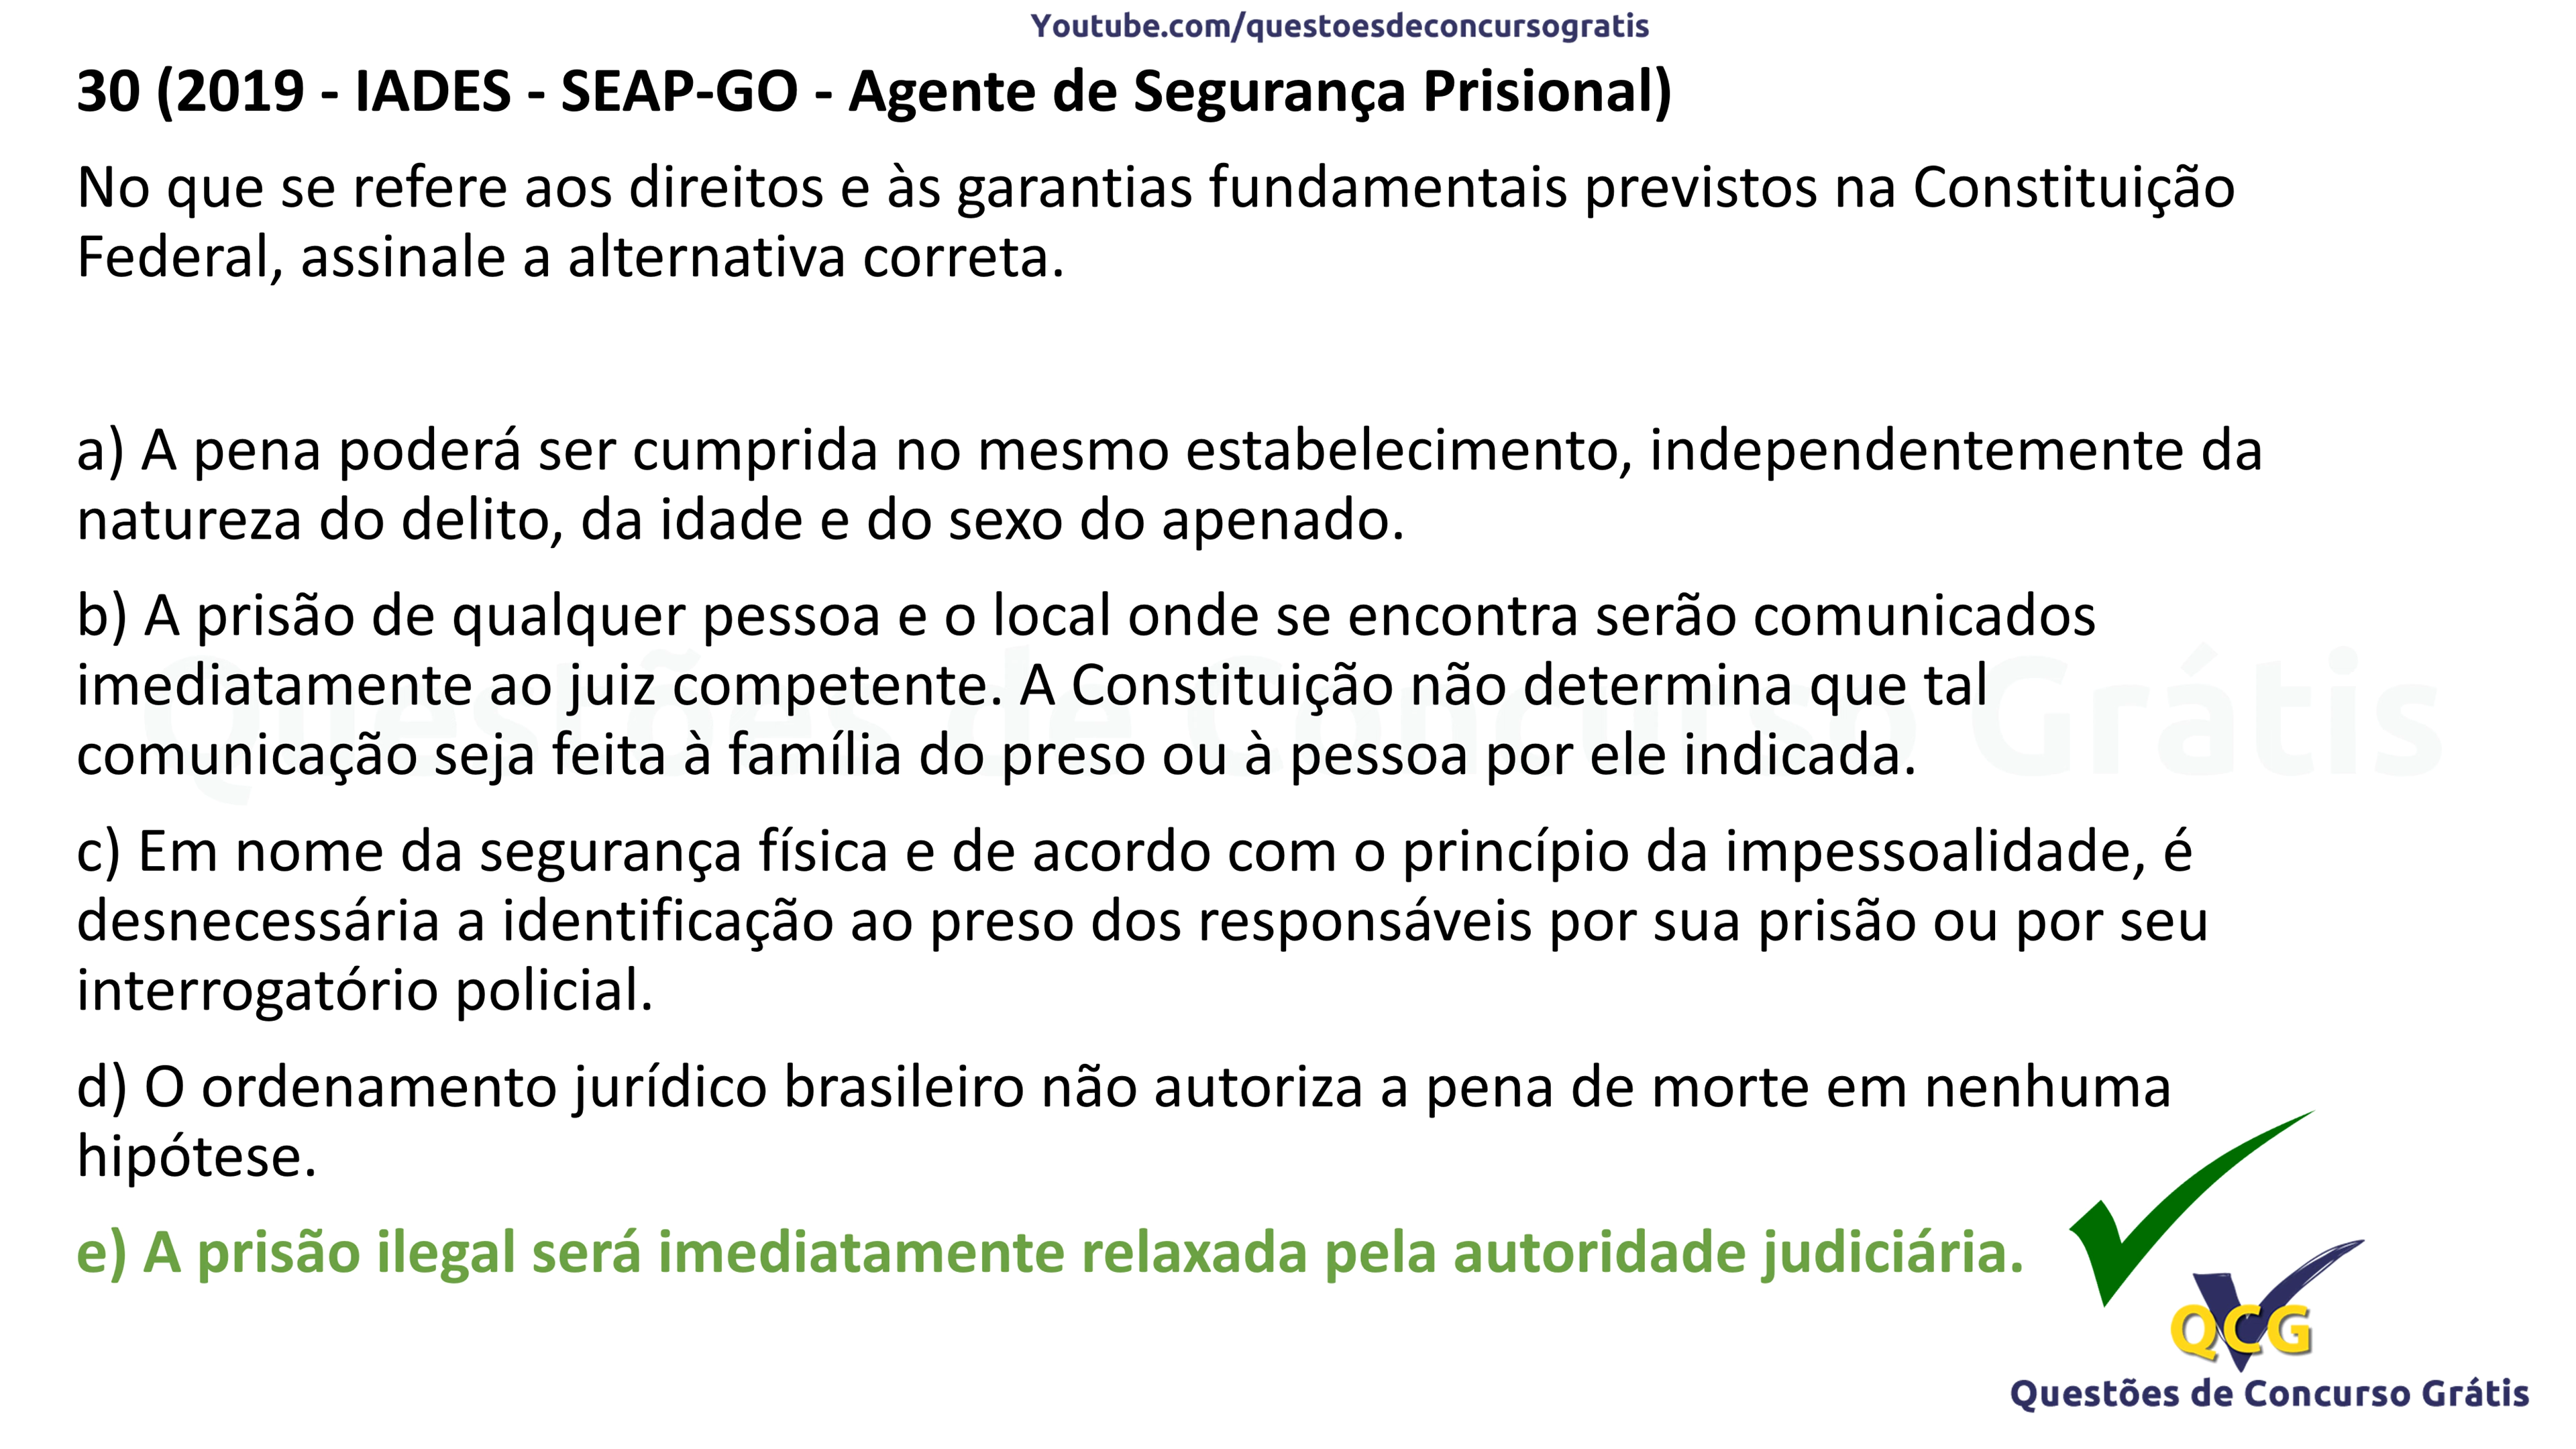 Youtube.com/questoesdeconcursogratis
30 (2019 - IADES - SEAP-GO - Agente de Segurança Prisional)
No que se refere aos direitos e às garantias fundamentais previstos na Constituição
Federal, assinale a alternativa correta.
a) A pena poderá ser cumprida no mesmo estabelecimento, independentemente da
natureza do delito, da idade e do sexo do apenado.
b) A prisão de qualquer pessoa e o local onde se encontra serão comunicados
imediatamente ao juiz competente. A Constituição não determina que tal
comunicação seja feita à família do preso ou à pessoa por ele indicada.
Questões de Concurso Grátis
c) Em nome da segurança física e de acordo com o princípio da impessoalidade, é
desnecessária a identificação ao preso dos responsáveis por sua prisão ou por seu
interrogatório policial.
d) O ordenamento jurídico brasileiro não autoriza a pena de morte em nenhuma
hipótese.
e) A prisão ilegal será imediatamente relaxada pela autoridade judiciária.
QCG
Questões de Concurso Grátis